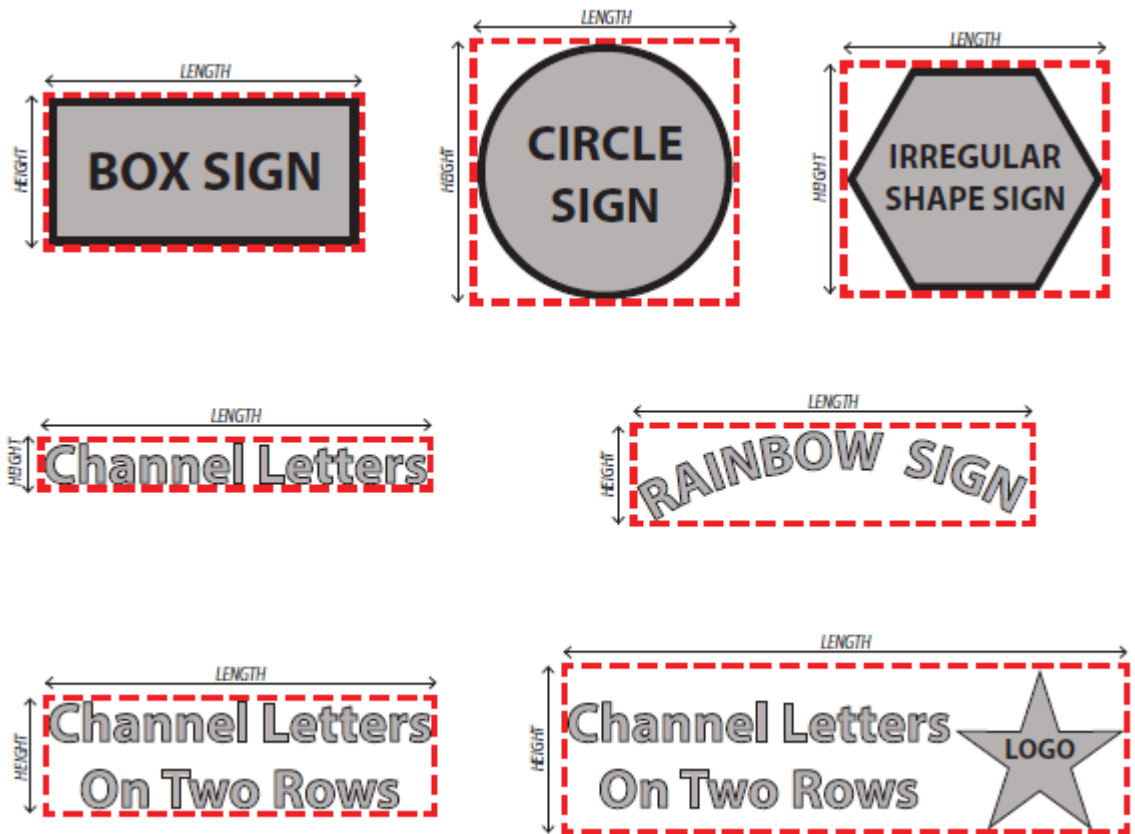 LENGTH
HEIGHT
BOX SIGN
LENGTH
HEIGHT
CIRCLE
SIGN
LENGTH
HEIGHT
IRREGULAR
SHAPE SIGN
LENGTH
HEIGHT
Channel Letters
LENGTH
HEIGHT
RAINBOW SIGN
LENGTH
HEIGHT
Channel Letters
On Two Rows
LENGTH
HEIGHT
Channel Letters
On Two Rows
LOGO